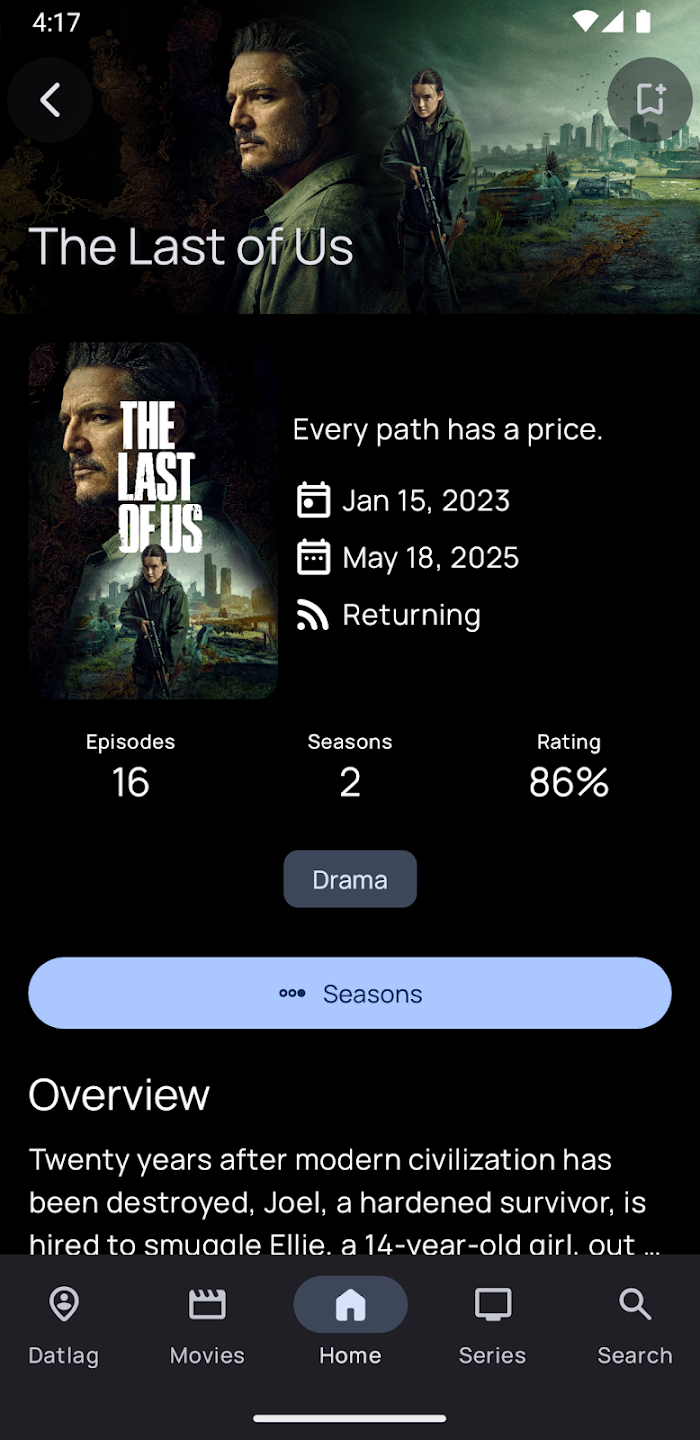 4:17
The Last of Us
THE
LAST
OF US
Every path has a price.
Jan 15, 2023
May 18, 2025
Returning
Episodes
16
Seasons
2
Rating
86%
Drama
Seasons
Overview
Twenty years after modern civilization has
been destroyed, Joel, a hardened survivor, is
hired to smuggle Ellie, a 14-year-old girl, out ...
Datlag
Movies
Home
Series
Search